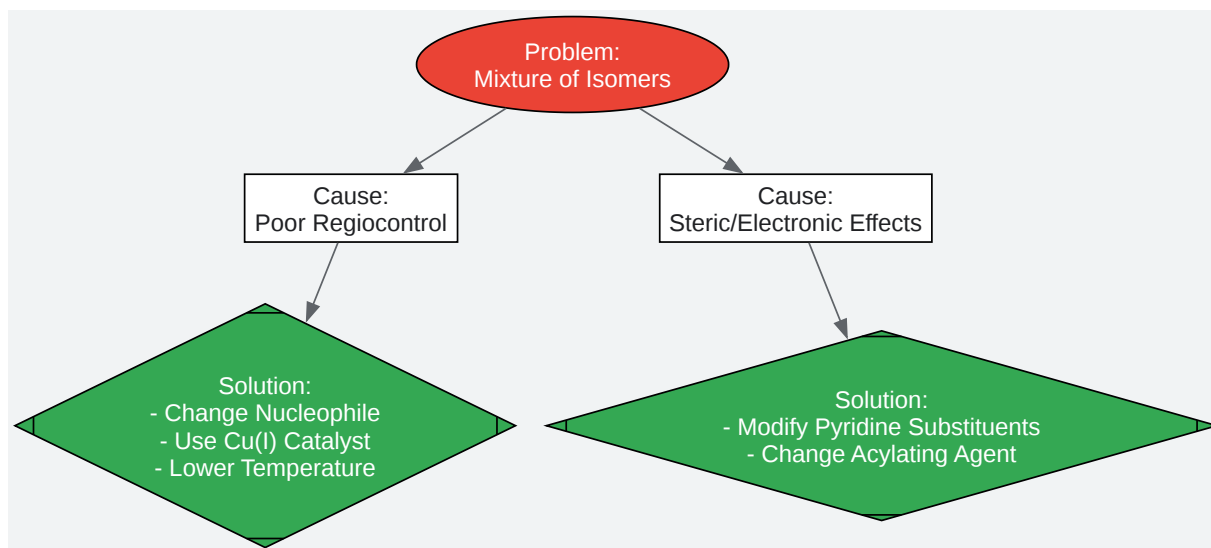 Problem:
Mixture of Isomers
Cause:
Poor Regiocontrol
Cause:
Steric/Electronic Effects
Solution:
- Change Nucleophile
- Use Cu(I) Catalyst
- Lower Temperature
Solution:
- Modify Pyridine Substituents
- Change Acylating Agent